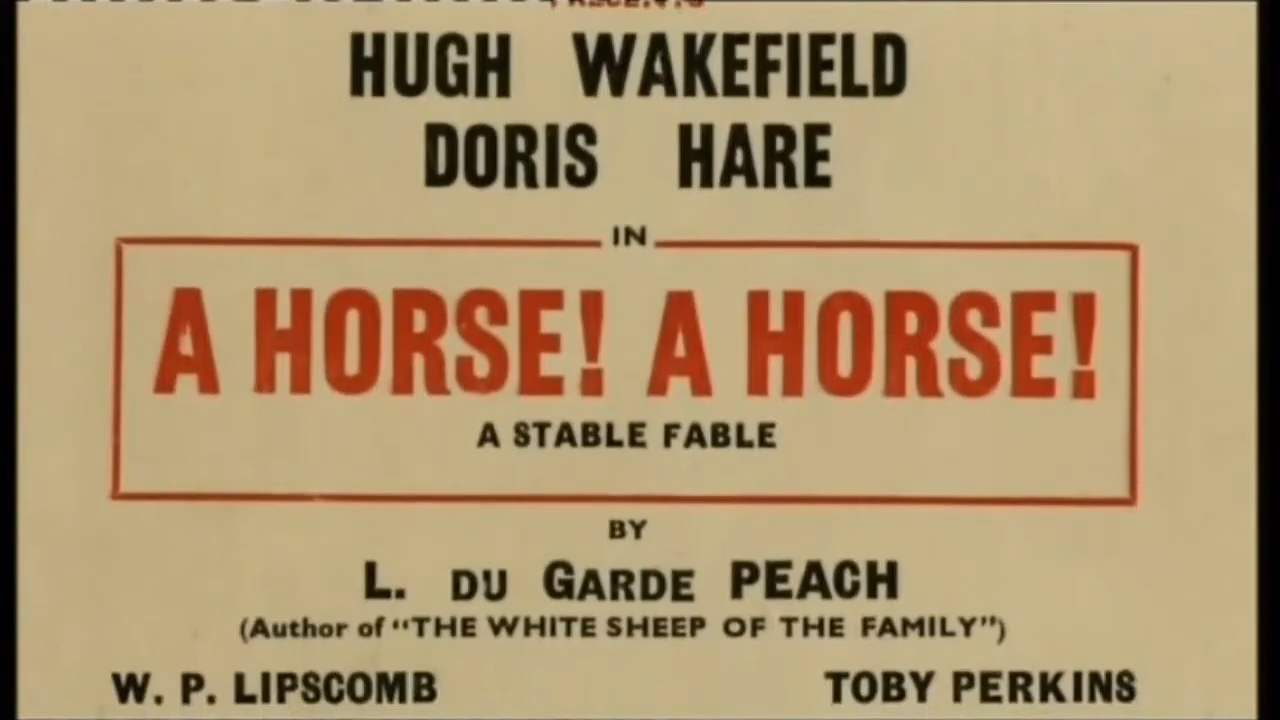 HUGH WAKEFIELD
DORIS HARE
IN
A HORSE! A HORSE!
A STABLE FABLE
BY
L. DU GARDE PEACH
(Author of "THE WHITE SHEEP OF THE FAMILY")
W. P. LIPSCOMB TOBY PERKINS